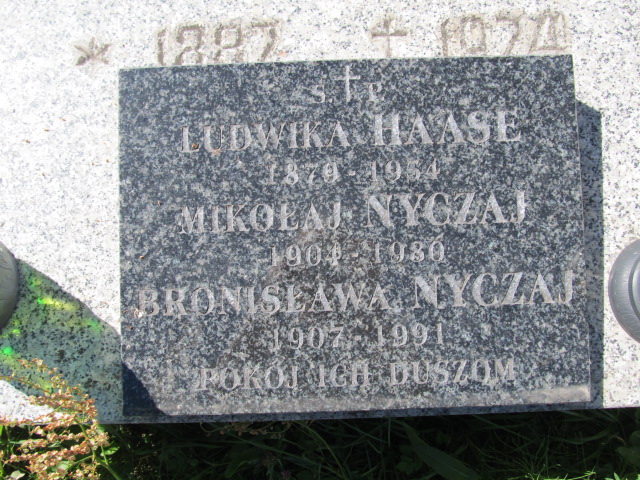 * 1887 † 1974
S.†P.
LUDWIKA HAASE
1879 - 1954
MIKOŁAJ NYCZAJ
1904 - 1980
BRONISŁAWA NYCZAJ
1907 - 1991
POKÓJ ICH DUSZOM